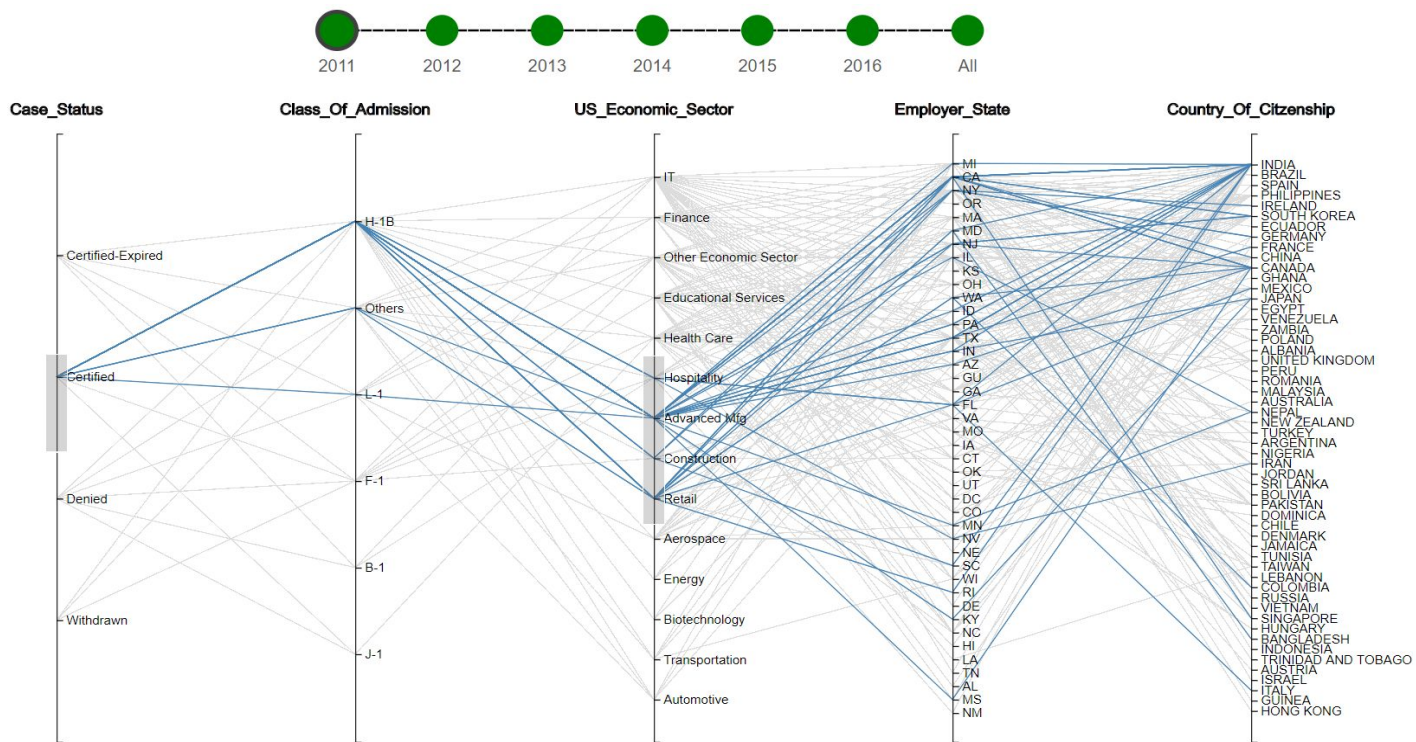 2011 2012 2013 2014 2015 2016 All
Case_Status Class_Of_Admission US_Economic_Sector Employer_State Country_Of_Citzenship
Certified-Expired
Certified
Denied
Withdrawn
H-1B
Others
L-1
F-1
B-1
J-1
IT
Finance
Other Economic Sector
Educational Services
Health Care
Hospitality
Advanced Mfg
Construction
Retail
Aerospace
Energy
Biotechnology
Transportation
Automotive
MI
CA
NY
OR
MA
MD
NJ
IL
KS
OH
WA
ID
PA
TX
IN
AZ
GU
GA
FL
VA
MO
IA
CT
OK
UT
DC
CO
MN
NV
NE
SC
WI
RI
DE
KY
NC
HI
LA
TN
AL
MS
NM
INDIA
BRAZIL
SPAIN
PHILIPPINES
IRELAND
SOUTH KOREA
ECUADOR
GERMANY
FRANCE
CHINA
CANADA
GHANA
MEXICO
JAPAN
EGYPT
VENEZUELA
ZAMBIA
POLAND
ALBANIA
UNITED KINGDOM
PERU
ROMANIA
MALAYSIA
AUSTRALIA
NEPAL
NEW ZEALAND
TURKEY
ARGENTINA
NIGERIA
IRAN
JORDAN
SRI LANKA
BOLIVIA
PAKISTAN
DOMINICA
CHILE
DENMARK
JAMAICA
TUNISIA
TAIWAN
LEBANON
COLOMBIA
RUSSIA
VIETNAM
SINGAPORE
HUNGARY
BANGLADESH
INDONESIA
TRINIDAD AND TOBAGO
AUSTRIA
ISRAEL
ITALY
GUINEA
HONG KONG